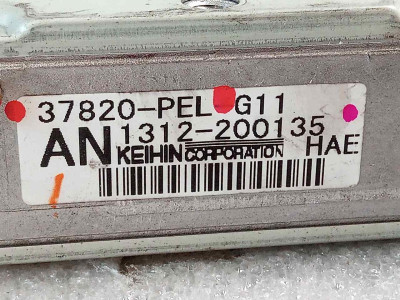 37820-PEL G11
AN 1312-200135
KEIHIN CORPORATION HAE